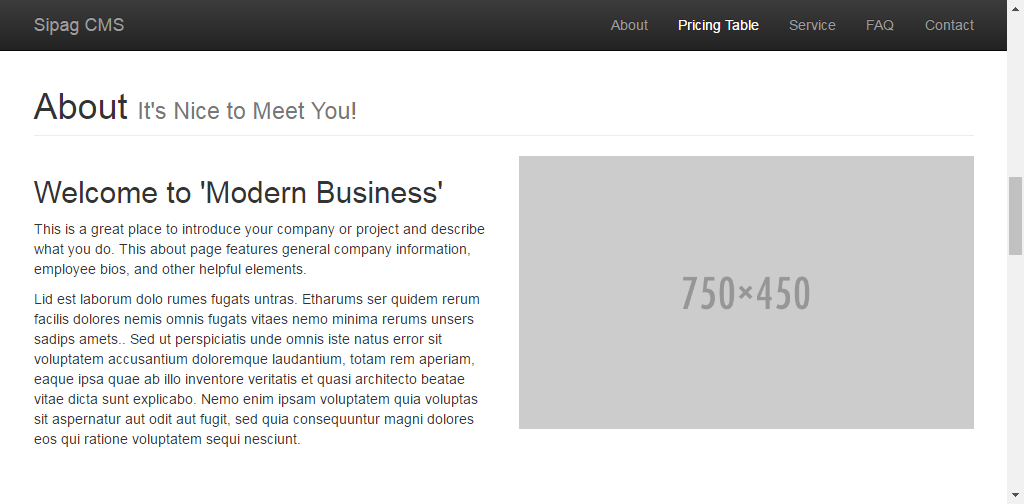 Sipag CMS
About Pricing Table Service FAQ Contact
About It's Nice to Meet You!
Welcome to 'Modern Business'
This is a great place to introduce your company or project and describe
what you do. This about page features general company information,
employee bios, and other helpful elements.
Lid est laborum dolo rumes fugats untras. Etharums ser quidem rerum
facilis dolores nemis omnis fugats vitaes nemo minima rerums unsers
sadips amets.. Sed ut perspiciatis unde omnis iste natus error sit
voluptatem accusantium doloremque laudantium, totam rem aperiam,
eaque ipsa quae ab illo inventore veritatis et quasi architecto beatae
vitae dicta sunt explicabo. Nemo enim ipsam voluptatem quia voluptas
sit aspernatur aut odit aut fugit, sed quia consequuntur magni dolores
eos qui ratione voluptatem sequi nesciunt.
750×450